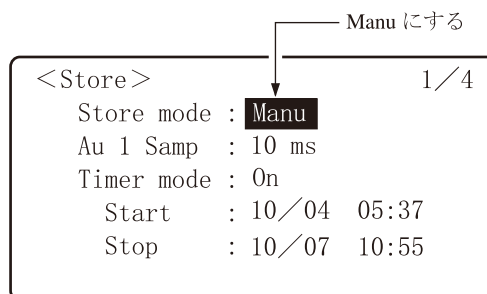 Manu にする
＜Store＞ 1／4
Store mode : Manu
Au 1 Samp : 10 ms
Timer mode : On
Start : 10／04 05:37
Stop : 10／07 10:55